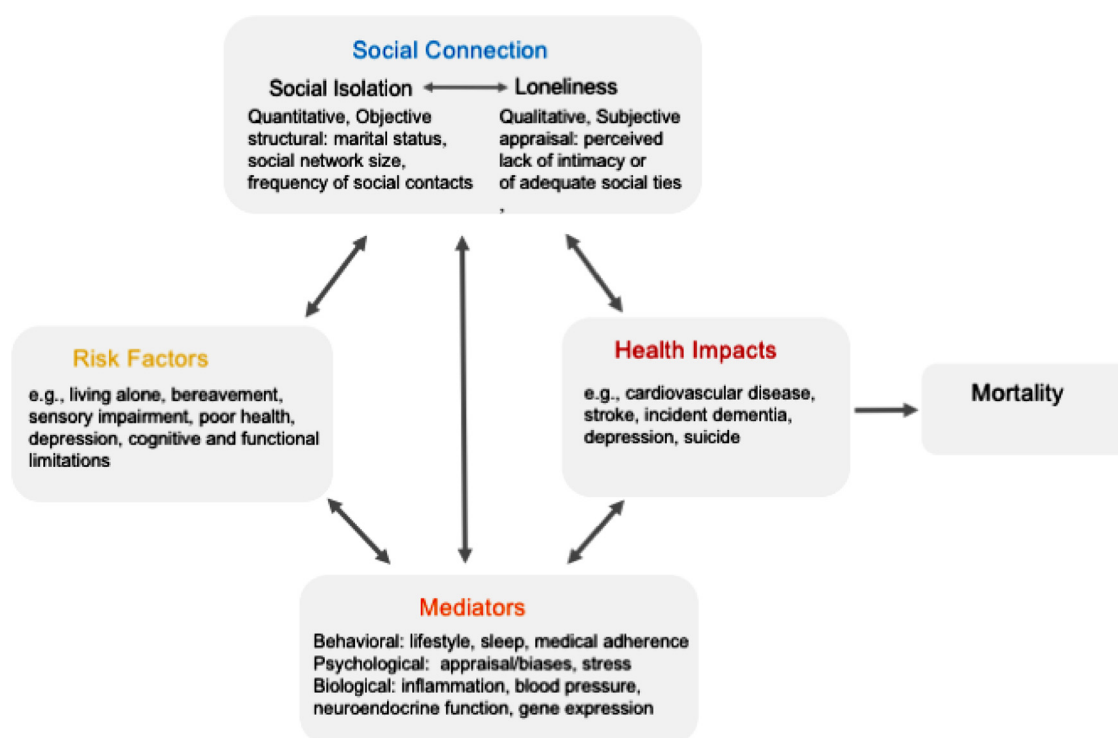 Social Connection
Social Isolation
Loneliness
Quantitative, Objective
structural: marital status,
social network size,
frequency of social contacts
Qualitative, Subjective
appraisal: perceived
lack of intimacy or
of adequate social ties
,
Risk Factors
e.g., living alone, bereavement,
sensory impairment, poor health,
depression, cognitive and functional
limitations
Health Impacts
e.g., cardiovascular disease,
stroke, incident dementia,
depression, suicide
Mortality
Mediators
Behavioral: lifestyle, sleep, medical adherence
Psychological: appraisal/biases, stress
Biological: inflammation, blood pressure,
neuroendocrine function, gene expression